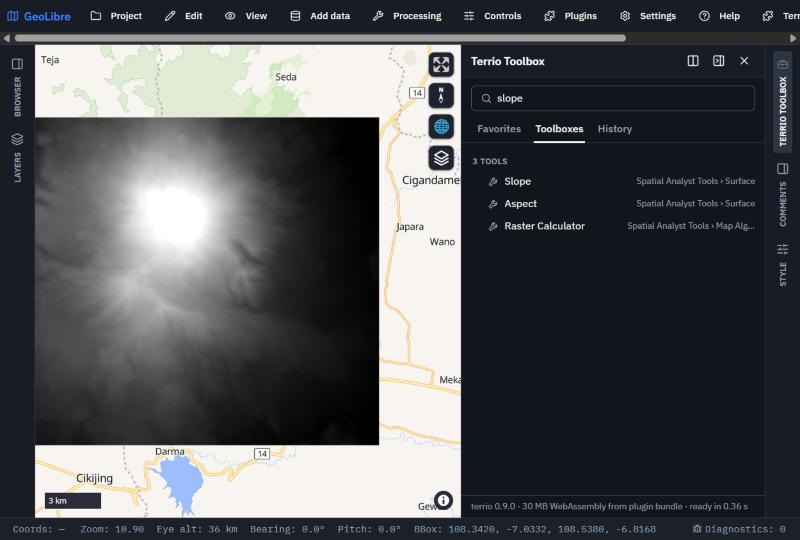 GeoLibre Project Edit View Add data Processing Controls Plugins Settings Help
BROWSER
LAYERS
Teja
Seda
14
N
Cigandame
Japara
Wano
Meka
Darma
14
Cikijing
3 km
Terrio Toolbox
slope
Favorites Toolboxes History
3 TOOLS
Slope Spatial Analyst Tools › Surface
Aspect Spatial Analyst Tools › Surface
Raster Calculator Spatial Analyst Tools › Map Alg...
terrio 0.9.0 · 30 MB WebAssembly from plugin bundle · ready in 0.36 s
TERRIO TOOLBOX
COMMENTS
STYLE
Coords: — Zoom: 10.90 Eye alt: 36 km Bearing: 0.0° Pitch: 0.0° BBox: 108.3420, -7.0332, 108.5380, -6.8168 Diagnostics: 0